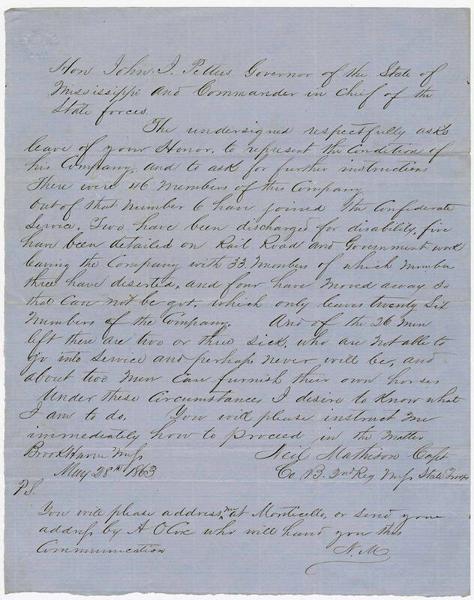 Hon John J. Pettus Governor of the State of
Mississippi and Commander in Chief of the
State forces.
The undersigned respectfully asks
leave of your Honor, to represent the Condition of
his Company, and to ask for further instructions
There were 46 Members of this Company
out of that number 6 have joined the Confederate
Service. Two have been discharged for disability, five
have been detailed on Rail Road and Government work
leaving the Company with 33 Members of which number
three have deserted, and four have moved away so
that Can not be got, which only leaves twenty Six
Members of the Company. And of the 26 men
left there are two or three sick, who are not able to
go into service and perhaps never will be, and
about two men Can furnish their own horses
Under these Circumstances I desire to Know what
I am to do. You will please instruct me
immediately how to proceed in the matter
Brook Haven Miss Ned Mathison Capt
May 28th 1863 Co. B. 2nd Reg Miss State Troops
P.S.
You will please address me at Monticello, or send your
address by A O Cox who will hand you this
Communication N. M